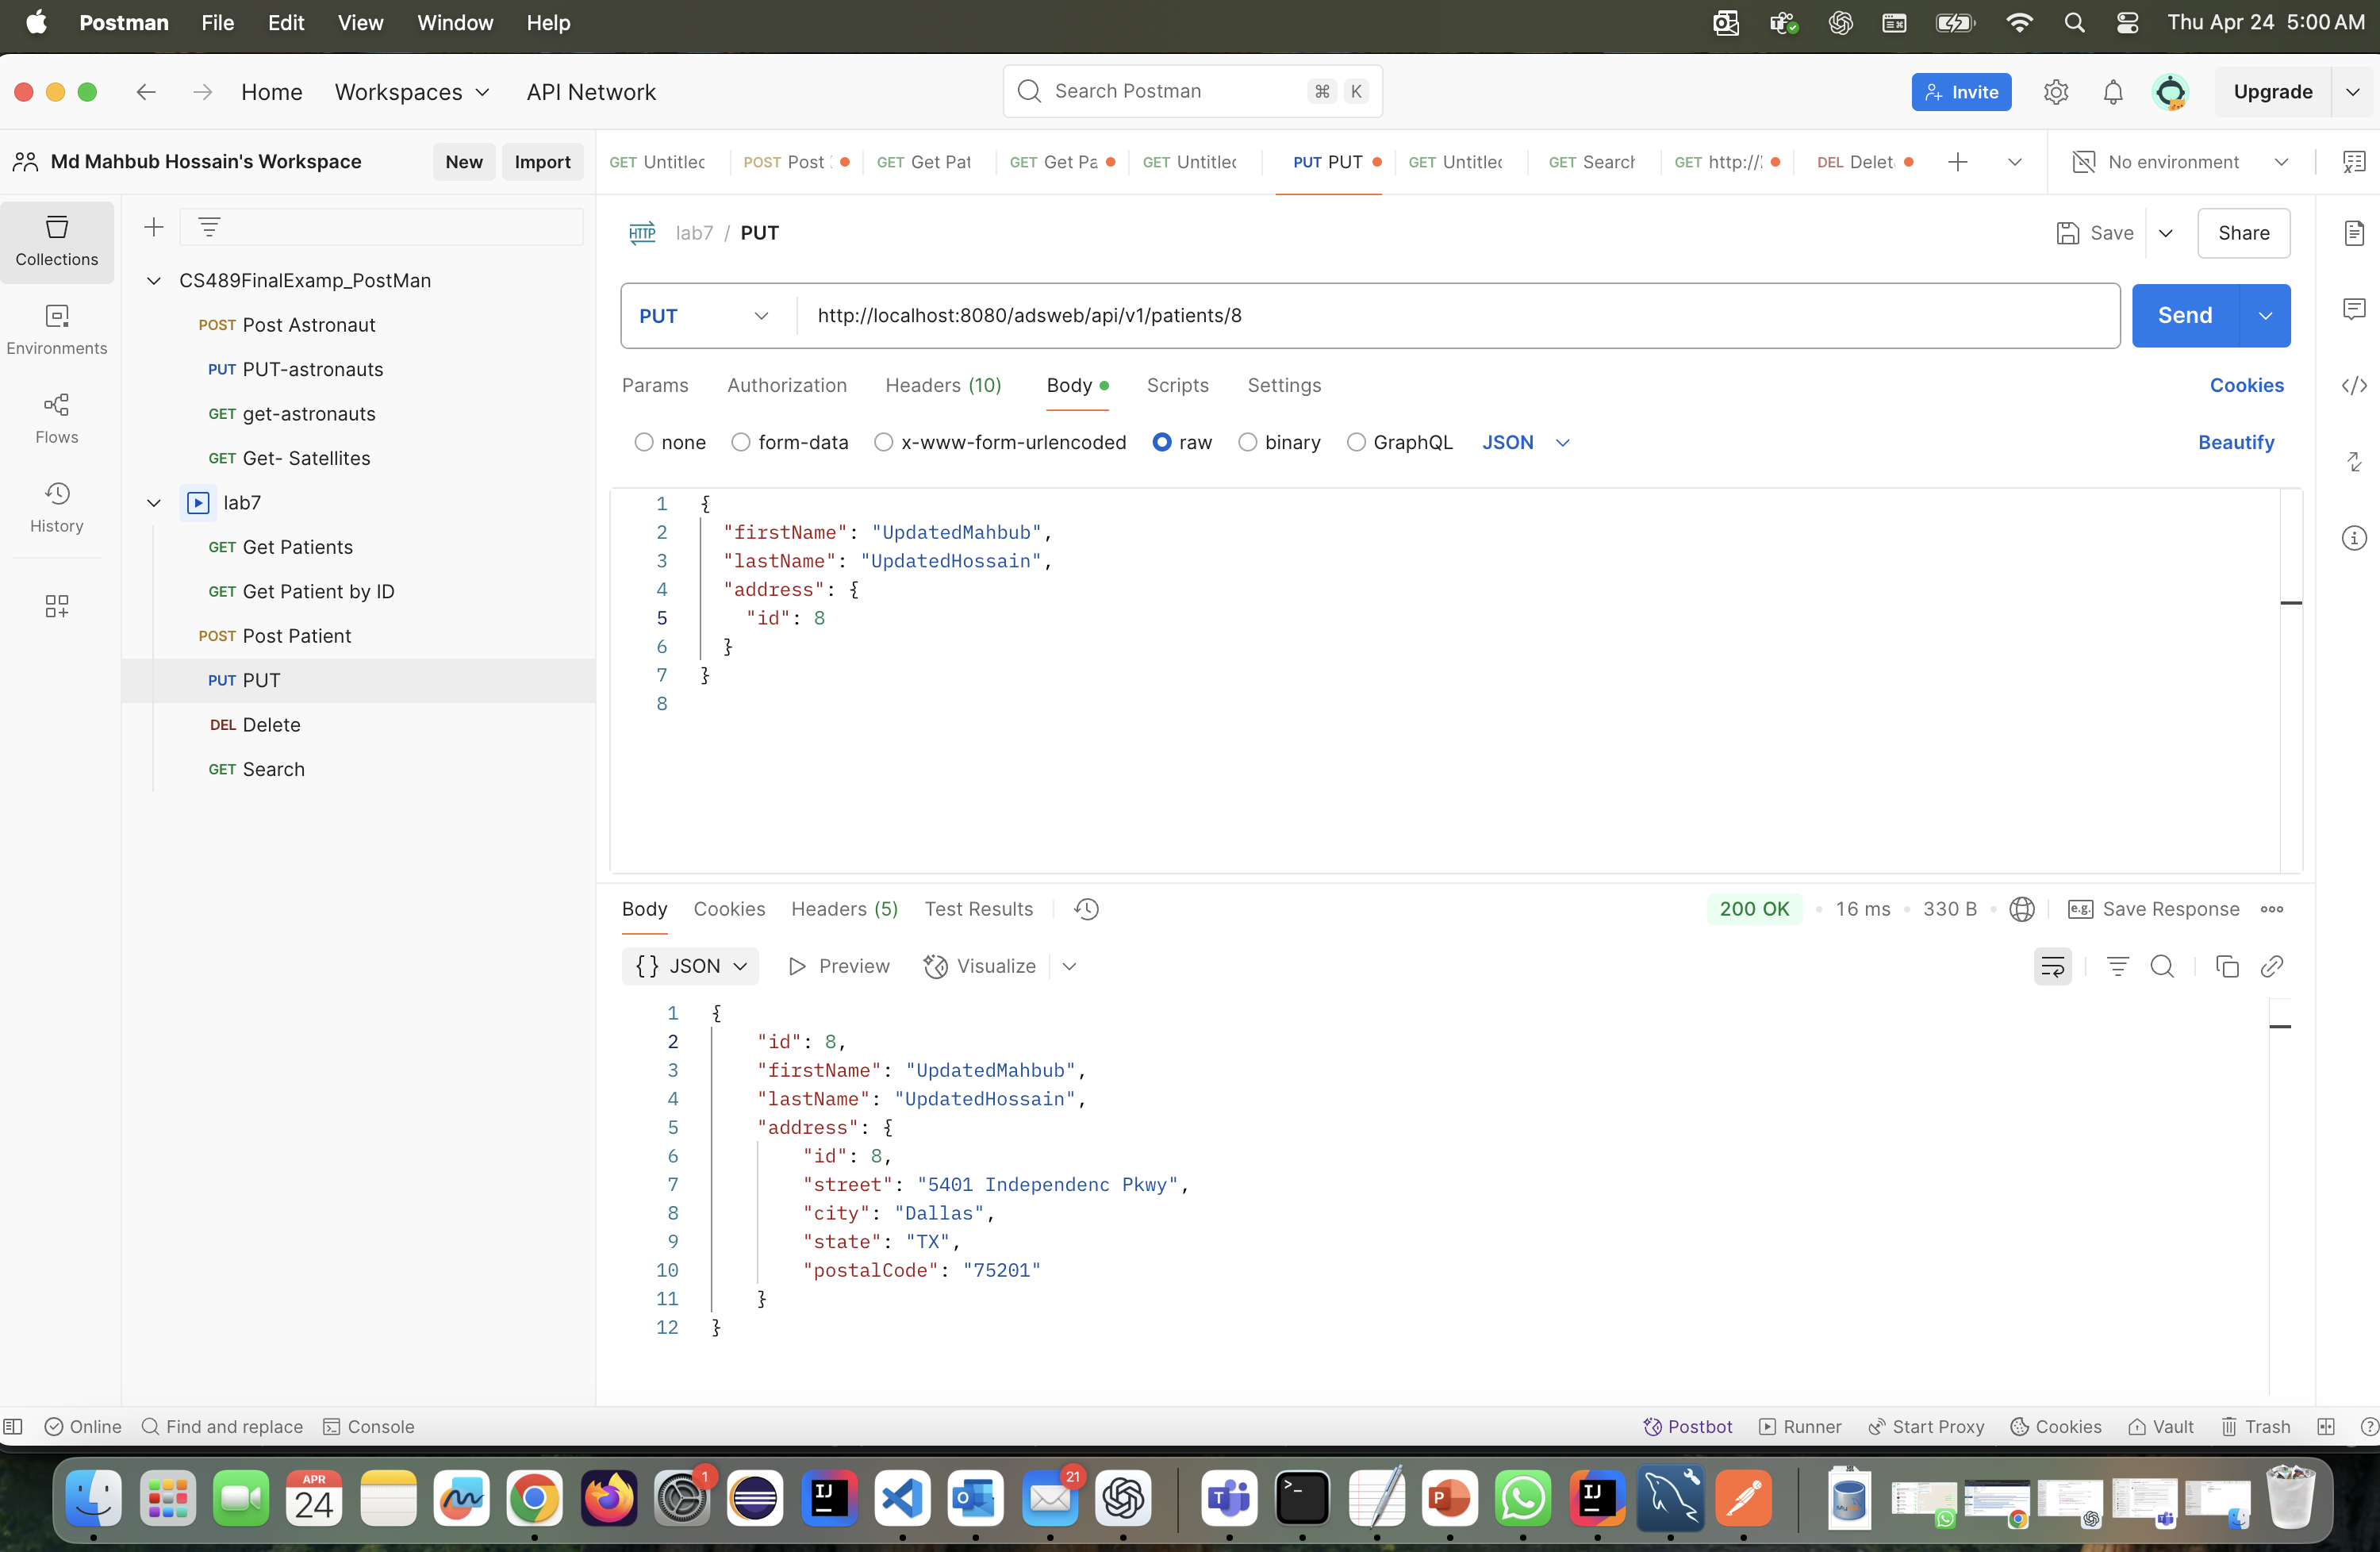 Postman File Edit View Window Help Thu Apr 24 5:00 AM
Home Workspaces API Network Search Postman ⌘ K Invite Upgrade
Md Mahbub Hossain's Workspace New Import
GET Untitlec POST Post GET Get Pat GET Get Pa GET Untitlec PUT PUT GET Untitlec GET Search GET http:// DEL Delet No environment
Collections
Environments
Flows
History
CS489FinalExamp_PostMan
POST Post Astronaut
PUT PUT-astronauts
GET get-astronauts
GET Get- Satellites
lab7
GET Get Patients
GET Get Patient by ID
POST Post Patient
PUT PUT
DEL Delete
GET Search
HTTP lab7 / PUT Save Share
PUT http://localhost:8080/adsweb/api/v1/patients/8 Send
Params Authorization Headers (10) Body Scripts Settings Cookies
none form-data x-www-form-urlencoded raw binary GraphQL JSON Beautify
1 {
2 "firstName": "UpdatedMahbub",
3 "lastName": "UpdatedHossain",
4 "address": {
5 "id": 8
6 }
7 }
8
Body Cookies Headers (5) Test Results 200 OK • 16 ms • 330 B • e.g. Save Response
{} JSON Preview Visualize
1 {
2 "id": 8,
3 "firstName": "UpdatedMahbub",
4 "lastName": "UpdatedHossain",
5 "address": {
6 "id": 8,
7 "street": "5401 Independenc Pkwy",
8 "city": "Dallas",
9 "state": "TX",
10 "postalCode": "75201"
11 }
12 }
Online Find and replace Console Postbot Runner Start Proxy Cookies Vault Trash
APR
24
1
IJ
21
IJ